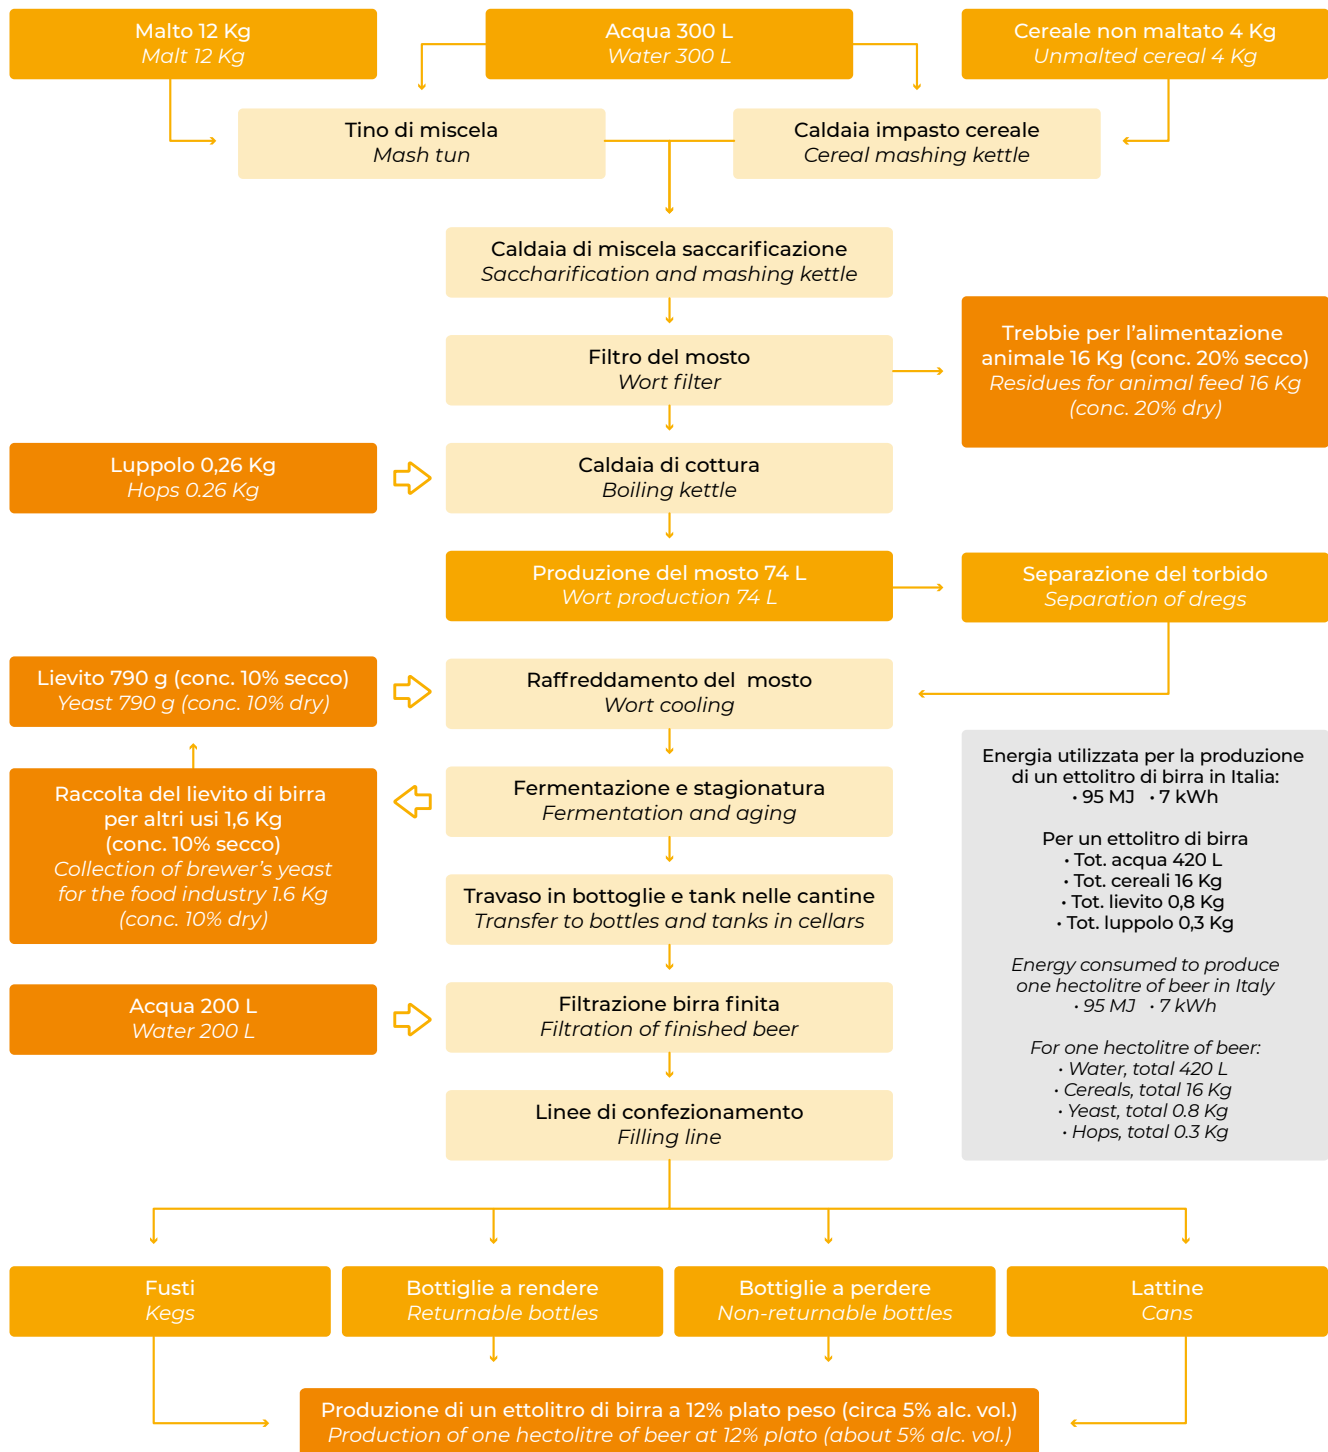 Malto 12 Kg
Malt 12 Kg
Acqua 300 L
Water 300 L
Cereale non maltato 4 Kg
Unmalted cereal 4 Kg
Tino di miscela
Mash tun
Caldaia impasto cereale
Cereal mashing kettle
Caldaia di miscela saccarificazione
Saccharification and mashing kettle
Filtro del mosto
Wort filter
Trebbie per l'alimentazione
animale 16 Kg (conc. 20% secco)
Residues for animal feed 16 Kg
(conc. 20% dry)
Luppolo 0,26 Kg
Hops 0.26 Kg
Caldaia di cottura
Boiling kettle
Produzione del mosto 74 L
Wort production 74 L
Separazione del torbido
Separation of dregs
Lievito 790 g (conc. 10% secco)
Yeast 790 g (conc. 10% dry)
Raffreddamento del mosto
Wort cooling
Raccolta del lievito di birra
per altri usi 1,6 Kg
(conc. 10% secco)
Collection of brewer's yeast
for the food industry 1.6 Kg
(conc. 10% dry)
Fermentazione e stagionatura
Fermentation and aging
Travaso in bottoglie e tank nelle cantine
Transfer to bottles and tanks in cellars
Acqua 200 L
Water 200 L
Filtrazione birra finita
Filtration of finished beer
Linee di confezionamento
Filling line
Energia utilizzata per la produzione
di un ettolitro di birra in Italia:
• 95 MJ • 7 kWh
Per un ettolitro di birra
• Tot. acqua 420 L
• Tot. cereali 16 Kg
• Tot. lievito 0,8 Kg
• Tot. luppolo 0,3 Kg
Energy consumed to produce
one hectolitre of beer in Italy
• 95 MJ • 7 kWh
For one hectolitre of beer:
• Water, total 420 L
• Cereals, total 16 Kg
• Yeast, total 0.8 Kg
• Hops, total 0.3 Kg
Fusti
Kegs
Bottiglie a rendere
Returnable bottles
Bottiglie a perdere
Non-returnable bottles
Lattine
Cans
Produzione di un ettolitro di birra a 12% plato peso (circa 5% alc. vol.)
Production of one hectolitre of beer at 12% plato (about 5% alc. vol.)